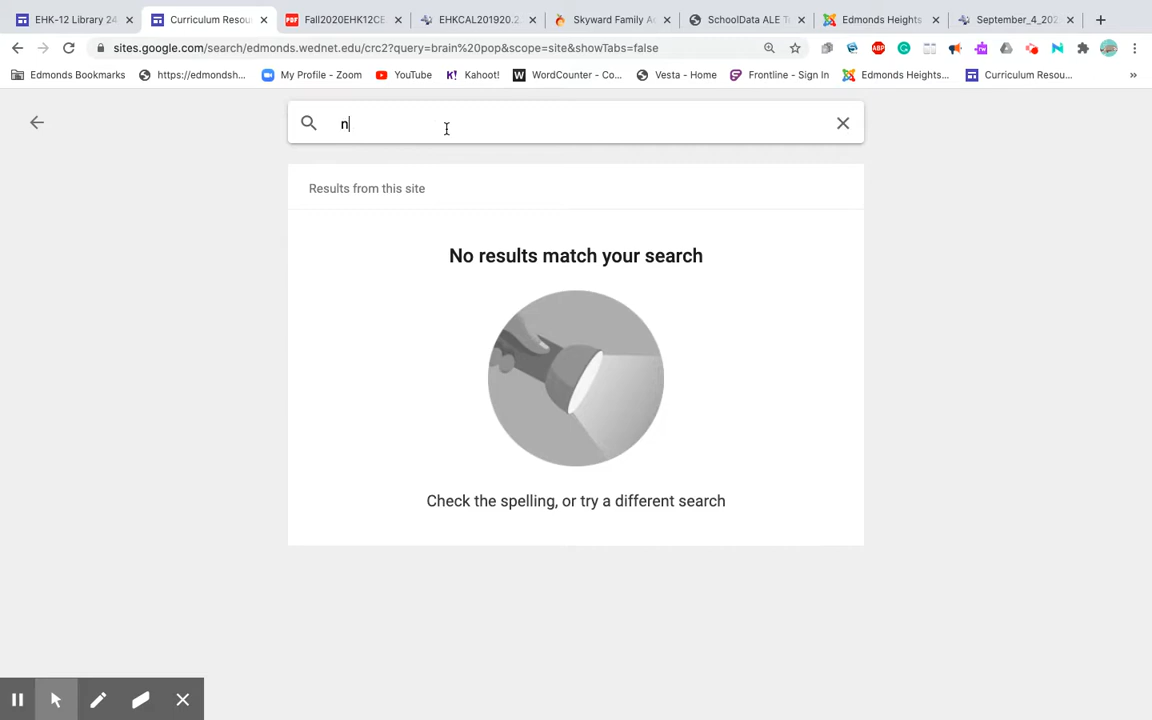 EHK-12 Library 24
Curriculum Resou
Fall2020EHK12CE
EHKCAL201920.2
Skyward Family Ac
SchoolData ALE T
Edmonds Heights
September_4_202
sites.google.com/search/edmonds.wednet.edu/crc2?query=brain%20pop&scope=site&showTabs=false
Edmonds Bookmarks
https://edmondsh...
My Profile - Zoom
YouTube
Kahoot!
WordCounter - Co...
Vesta - Home
Frontline - Sign In
Edmonds Heights...
Curriculum Resou...
»
n
Results from this site
No results match your search
Check the spelling, or try a different search